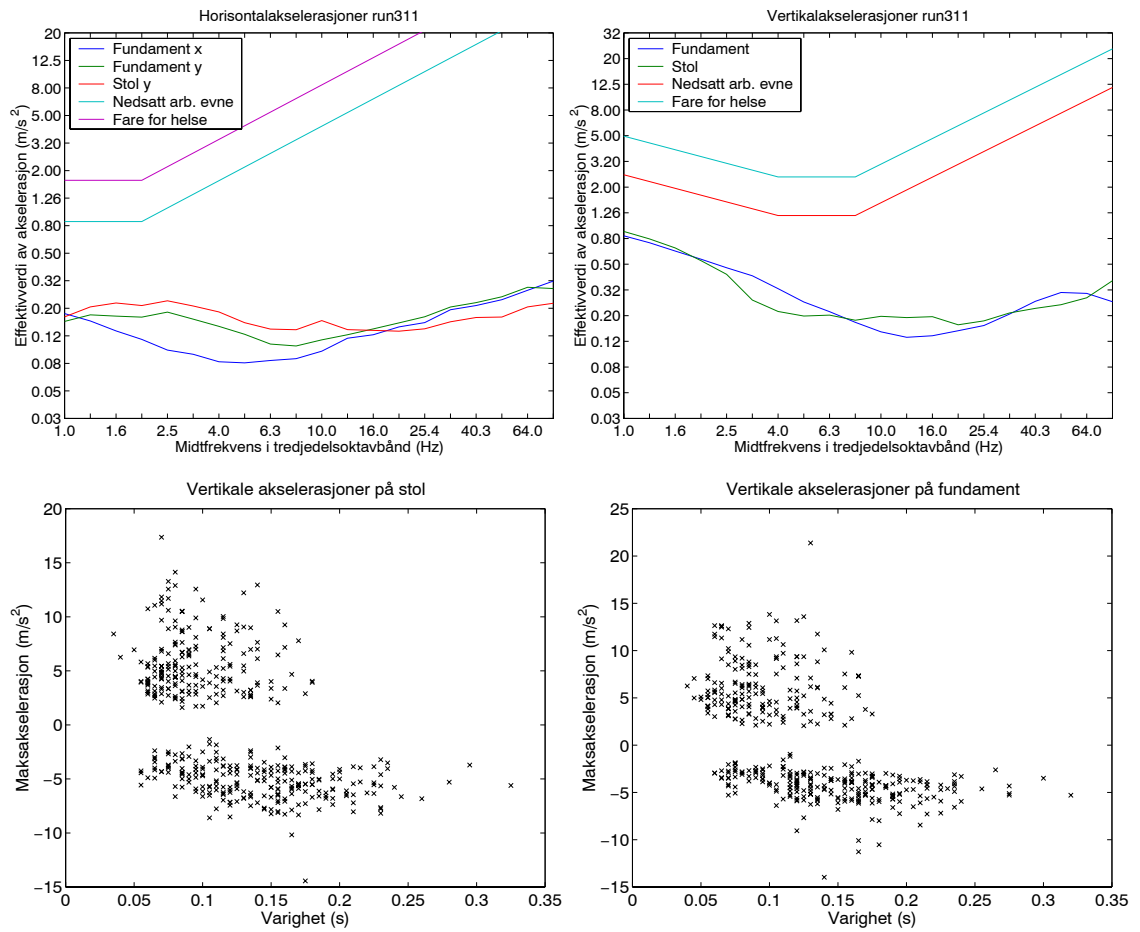 Horisontalakselerasjoner run311
20
12.5
8.00
5.00
3.20
2.00
1.26
0.80
0.50
0.32
0.20
0.12
0.08
0.05
0.03
Effektivverdi av akselerasjon (m/s²)
Fundament x
Fundament y
Stol y
Nedsatt arb. evne
Fare for helse
1.0 1.6 2.5 4.0 6.3 10.0 16.0 25.4 40.3 64.0
Midtfrekvens i tredjedelsoktavbånd (Hz)
Vertikalakselerasjoner run311
32
20
12.5
8.00
5.00
3.20
2.00
1.26
0.80
0.50
0.32
0.20
0.12
0.08
0.05
0.03
Effektivverdi av akselerasjon (m/s²)
Fundament
Stol
Nedsatt arb. evne
Fare for helse
1.0 1.6 2.5 4.0 6.3 10.0 16.0 25.4 40.3 64.0
Midtfrekvens i tredjedelsoktavbånd (Hz)
Vertikale akselerasjoner på stol
20
15
10
5
0
−5
−10
−15
Maksakselerasjon (m/s²)
0 0.05 0.1 0.15 0.2 0.25 0.3 0.35
Varighet (s)
Vertikale akselerasjoner på fundament
25
20
15
10
5
0
−5
−10
−15
Maksakselerasjon (m/s²)
0 0.05 0.1 0.15 0.2 0.25 0.3 0.35
Varighet (s)